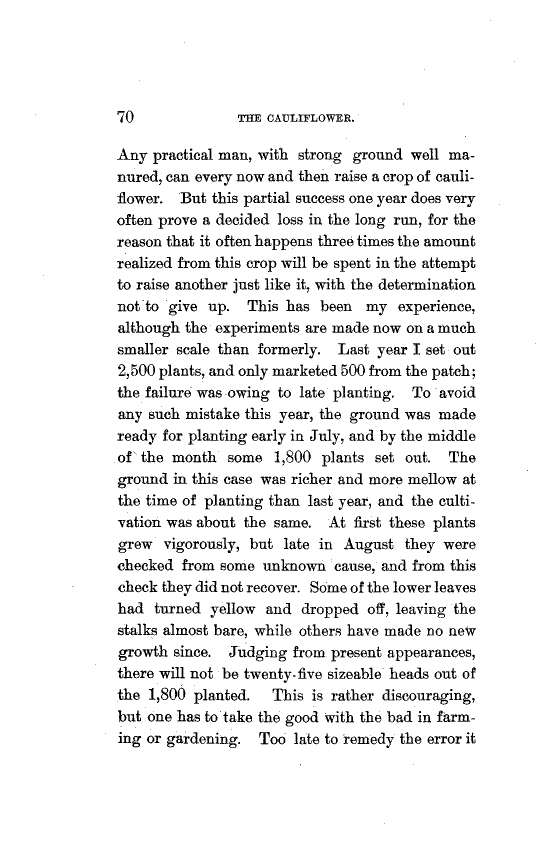 70 THE CAULIFLOWER.
Any practical man, with strong ground well ma-
nured, can every now and then raise a crop of cauli-
flower. But this partial success one year does very
often prove a decided loss in the long run, for the
reason that it often happens three times the amount
realized from this crop will be spent in the attempt
to raise another just like it, with the determination
not to give up. This has been my experience,
although the experiments are made now on a much
smaller scale than formerly. Last year I set out
2,500 plants, and only marketed 500 from the patch;
the failure was owing to late planting. To avoid
any such mistake this year, the ground was made
ready for planting early in July, and by the middle
of the month some 1,800 plants set out. The
ground in this case was richer and more mellow at
the time of planting than last year, and the culti-
vation was about the same. At first these plants
grew vigorously, but late in August they were
checked from some unknown cause, and from this
check they did not recover. Some of the lower leaves
had turned yellow and dropped off, leaving the
stalks almost bare, while others have made no new
growth since. Judging from present appearances,
there will not be twenty-five sizeable heads out of
the 1,800 planted. This is rather discouraging,
but one has to take the good with the bad in farm-
ing or gardening. Too late to remedy the error it